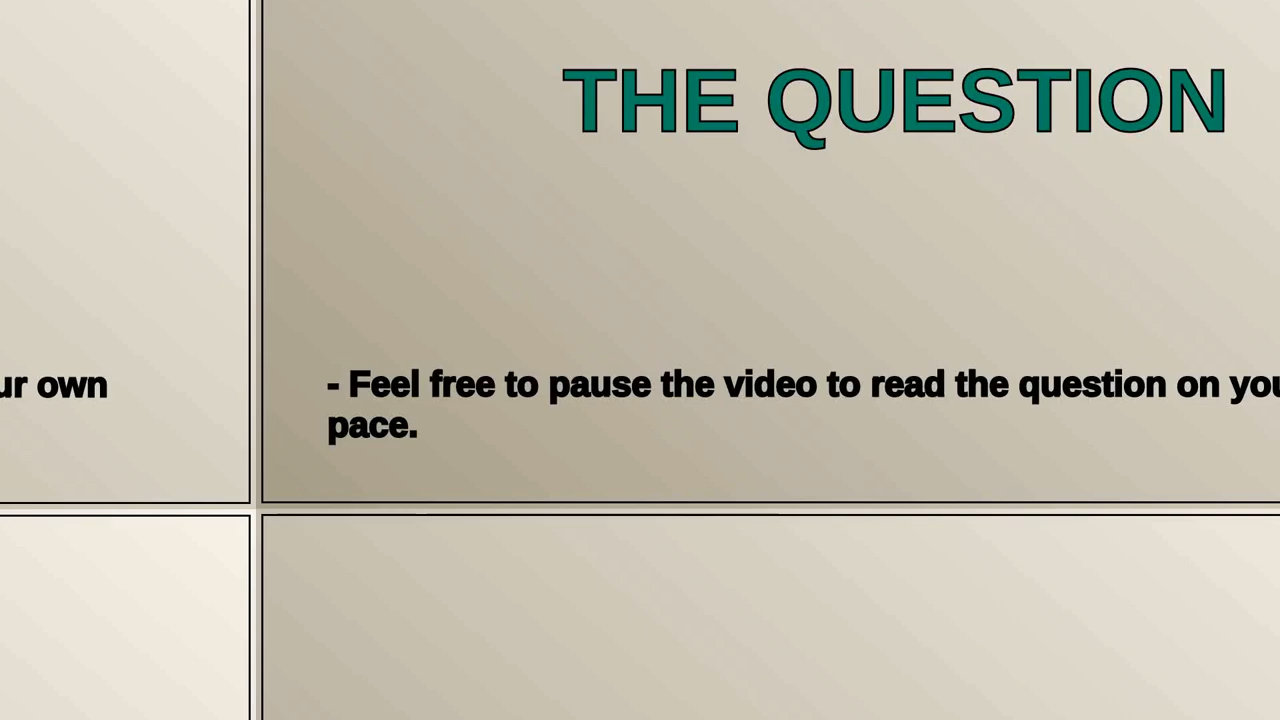 THE QUESTION
ur own
- Feel free to pause the video to read the question on you
pace.